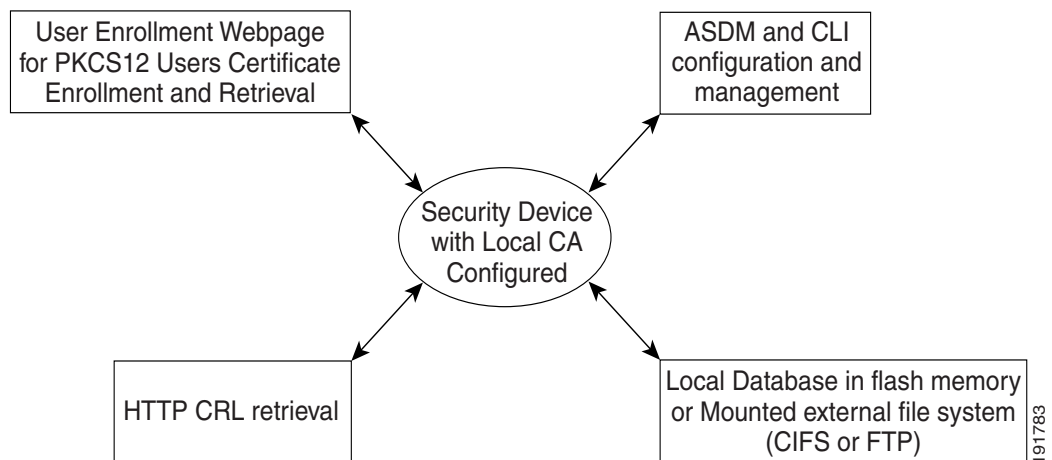 User Enrollment Webpage
for PKCS12 Users Certificate
Enrollment and Retrieval
ASDM and CLI
configuration and
management
Security Device
with Local CA
Configured
HTTP CRL retrieval
Local Database in flash memory
or Mounted external file system
(CIFS or FTP)
191783